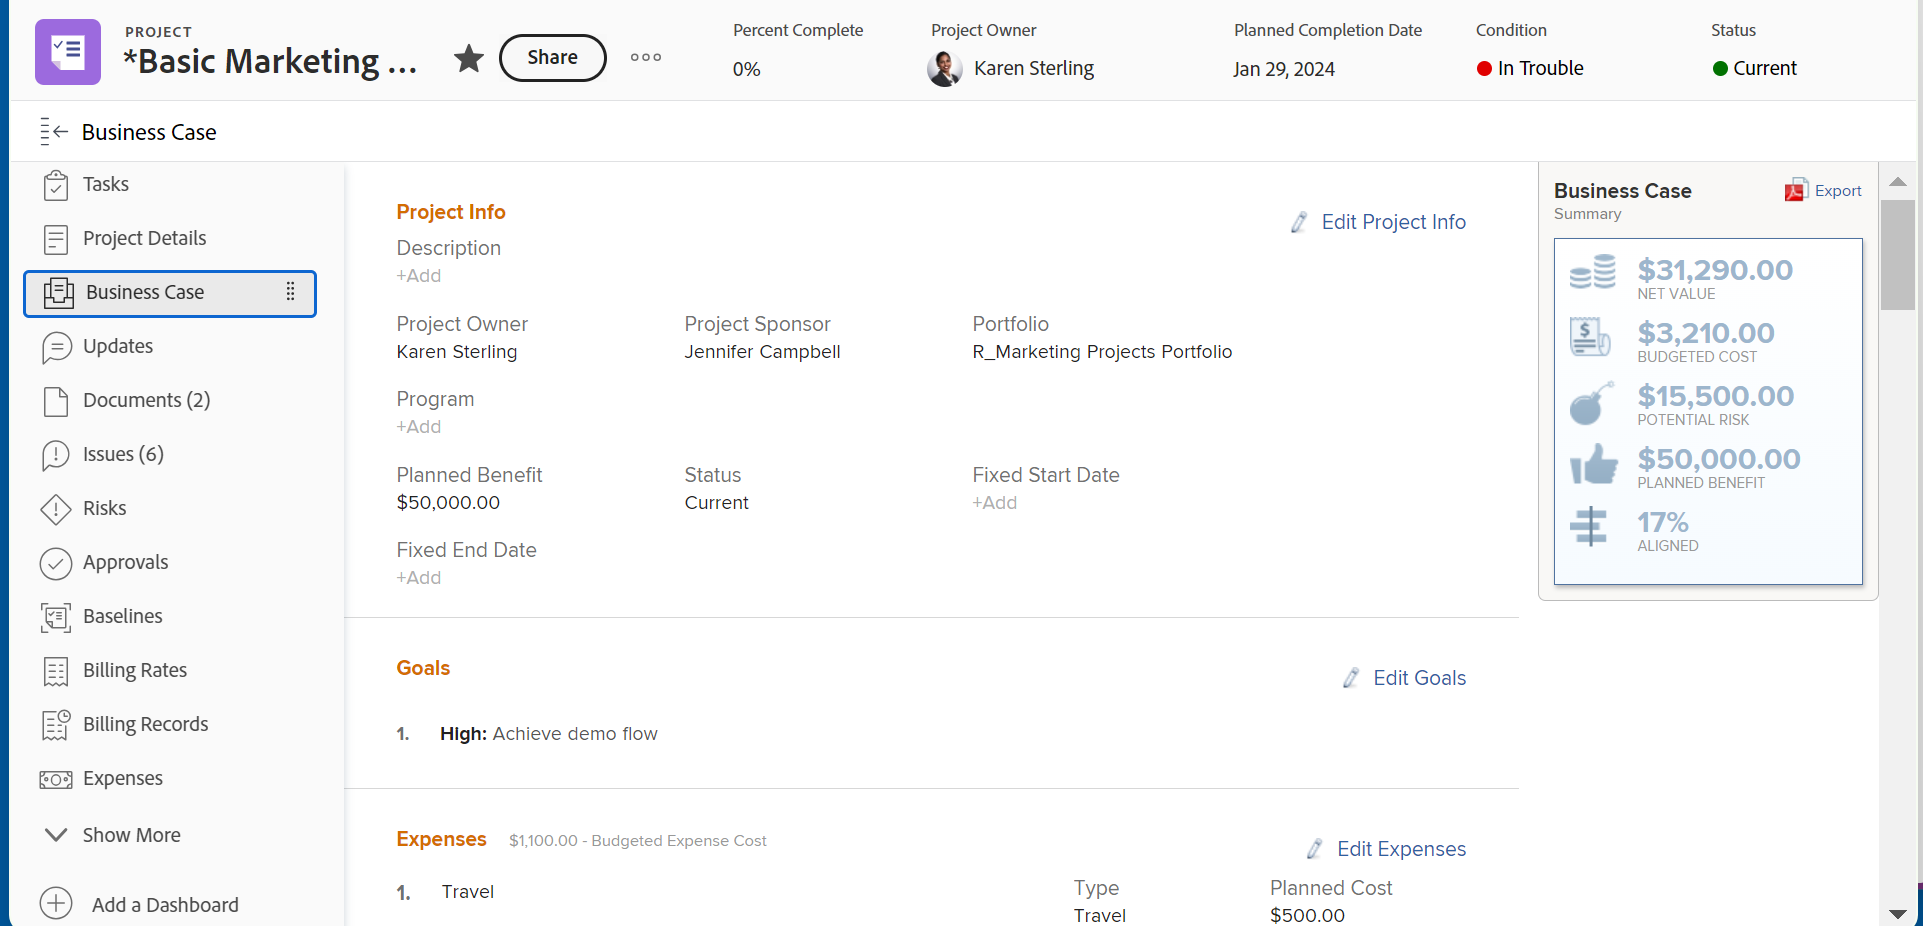 PROJECT
*Basic Marketing ...
Share
Percent Complete
0%
Project Owner
Karen Sterling
Planned Completion Date
Jan 29, 2024
Condition
In Trouble
Status
Current
Business Case
Tasks
Project Details
Business Case
Updates
Documents (2)
Issues (6)
Risks
Approvals
Baselines
Billing Rates
Billing Records
Expenses
Show More
Add a Dashboard
Project Info
Edit Project Info
Description
+Add
Project Owner
Karen Sterling
Project Sponsor
Jennifer Campbell
Portfolio
R_Marketing Projects Portfolio
Program
+Add
Planned Benefit
$50,000.00
Status
Current
Fixed Start Date
+Add
Fixed End Date
+Add
Goals
Edit Goals
1. High: Achieve demo flow
Expenses $1,100.00 - Budgeted Expense Cost
Edit Expenses
1. Travel
Type
Travel
Planned Cost
$500.00
Business Case
Summary
Export
$31,290.00
NET VALUE
$3,210.00
BUDGETED COST
$15,500.00
POTENTIAL RISK
$50,000.00
PLANNED BENEFIT
17%
ALIGNED